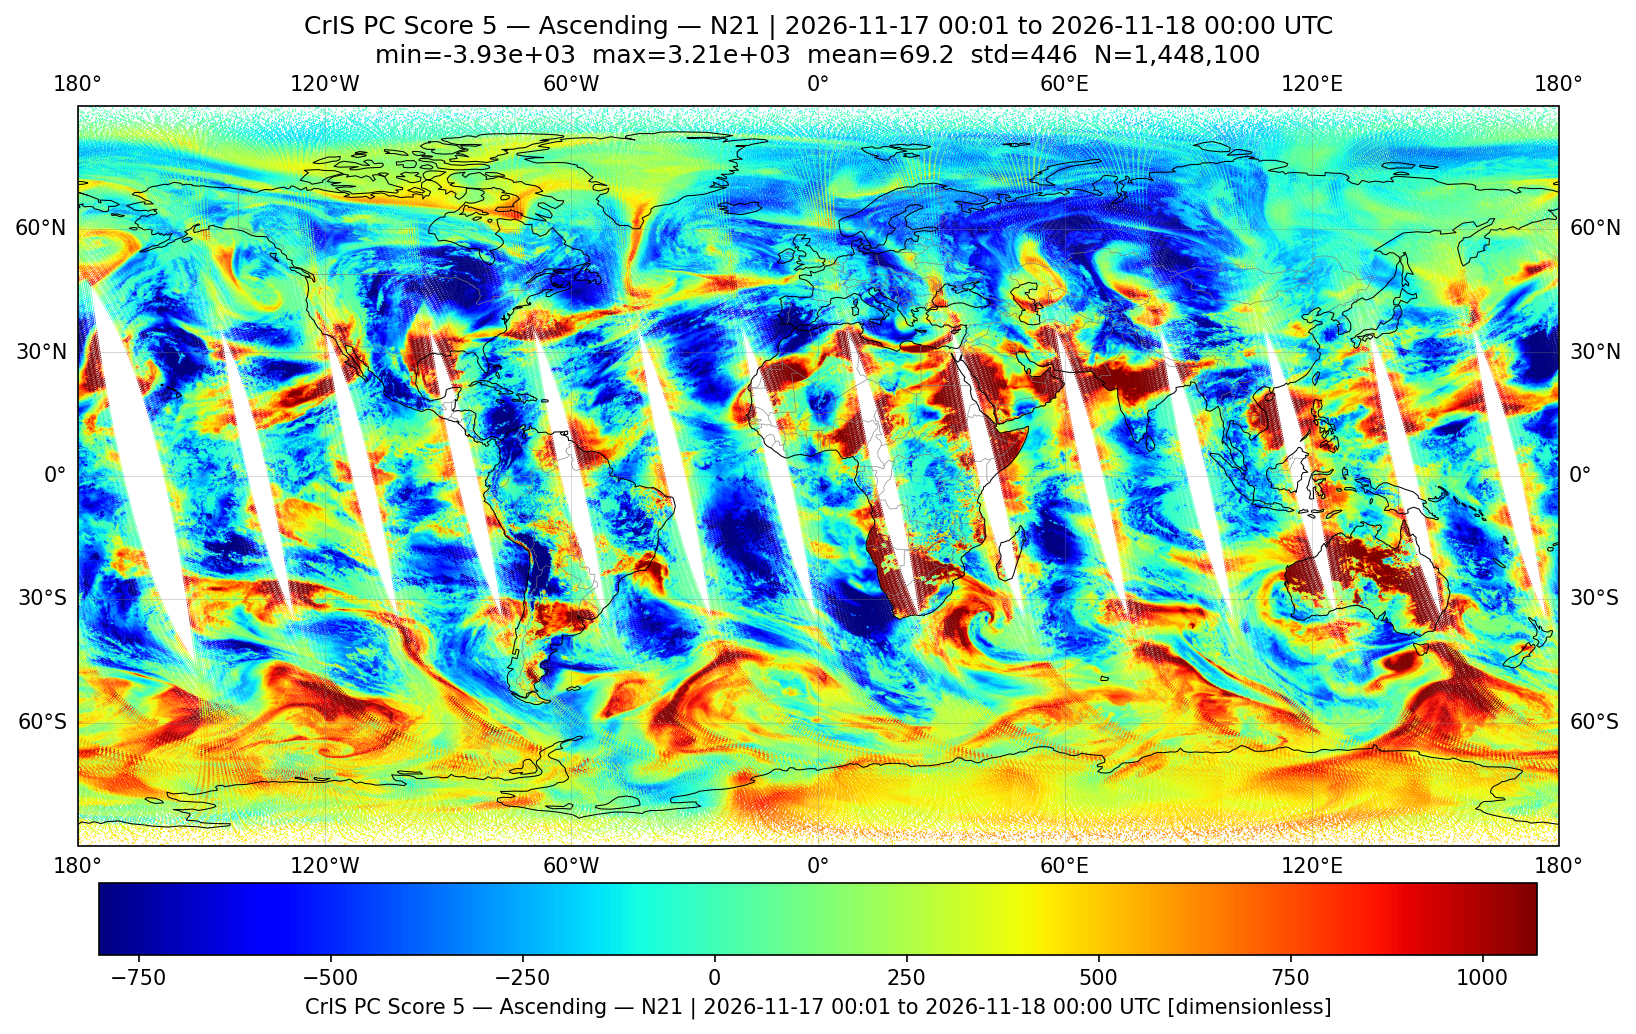 CrIS PC Score 5 — Ascending — N21 | 2026-11-17 00:01 to 2026-11-18 00:00 UTC
min=-3.93e+03 max=3.21e+03 mean=69.2 std=446 N=1,448,100
180° 120°W 60°W 0° 60°E 120°E 180°
60°N 60°N
30°N 30°N
0° 0°
30°S 30°S
60°S 60°S
180° 120°W 60°W 0° 60°E 120°E 180°
−750 −500 −250 0 250 500 750 1000
CrIS PC Score 5 — Ascending — N21 | 2026-11-17 00:01 to 2026-11-18 00:00 UTC [dimensionless]